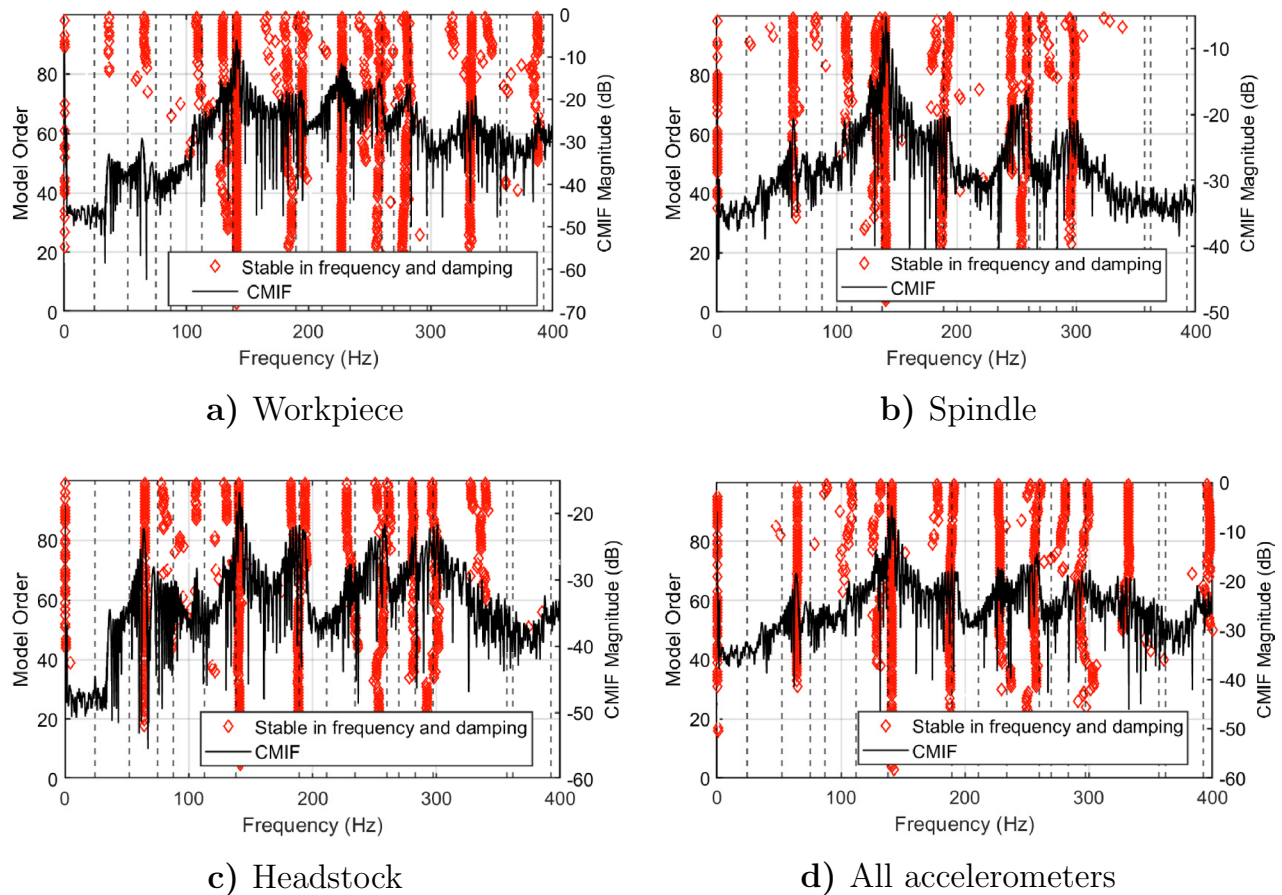 0
80
-10
60
-20
-30
40
-40
20
-50
-60
0
-70
0 100 200 300 400
Model Order
CMIF Magnitude (dB)
Stable in frequency and damping
CMIF
Frequency (Hz)
a) Workpiece
80
-10
60
-20
40
-30
20
-40
0
-50
0 100 200 300 400
Model Order
CMIF Magnitude (dB)
Stable in frequency and damping
CMIF
Frequency (Hz)
b) Spindle
80
-20
60
-30
40
-40
20
-50
0
-60
0 100 200 300 400
Model Order
CMIF Magnitude (dB)
Stable in frequency and damping
CMIF
Frequency (Hz)
c) Headstock
0
80
-10
60
-20
40
-30
-40
20
-50
0
-60
0 100 200 300 400
Model Order
CMIF Magnitude (dB)
Stable in frequency and damping
CMIF
Frequency (Hz)
d) All accelerometers